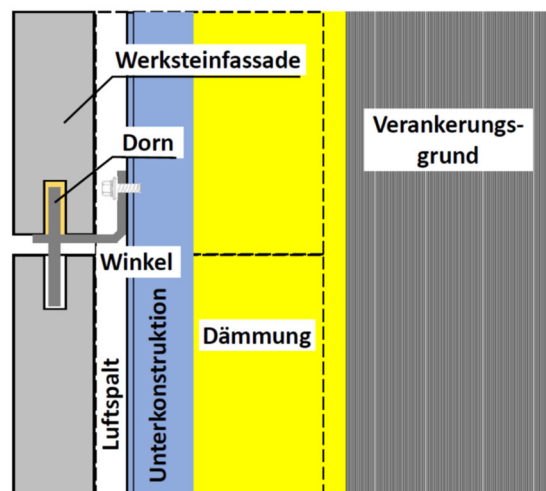 Werksteinfassade
Dorn
Verankerungs-
grund
Winkel
Dämmung
Luftspalt
Unterkonstruktion